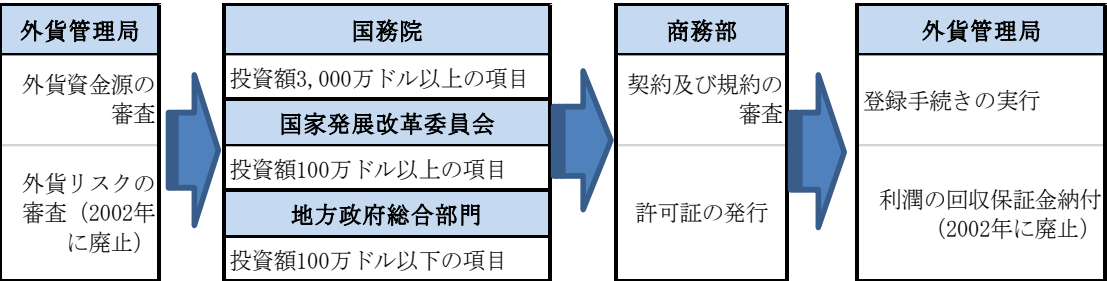 外貨管理局
外貨資金源の
審査
外貨リスクの
審査（2002年
に廃止）
国務院
投資額3,000万ドル以上の項目
国家発展改革委員会
投資額100万ドル以上の項目
地方政府総合部門
投資額100万ドル以下の項目
商務部
契約及び規約の
審査
許可証の発行
外貨管理局
登録手続きの実行
利潤の回収保証金納付
（2002年に廃止）